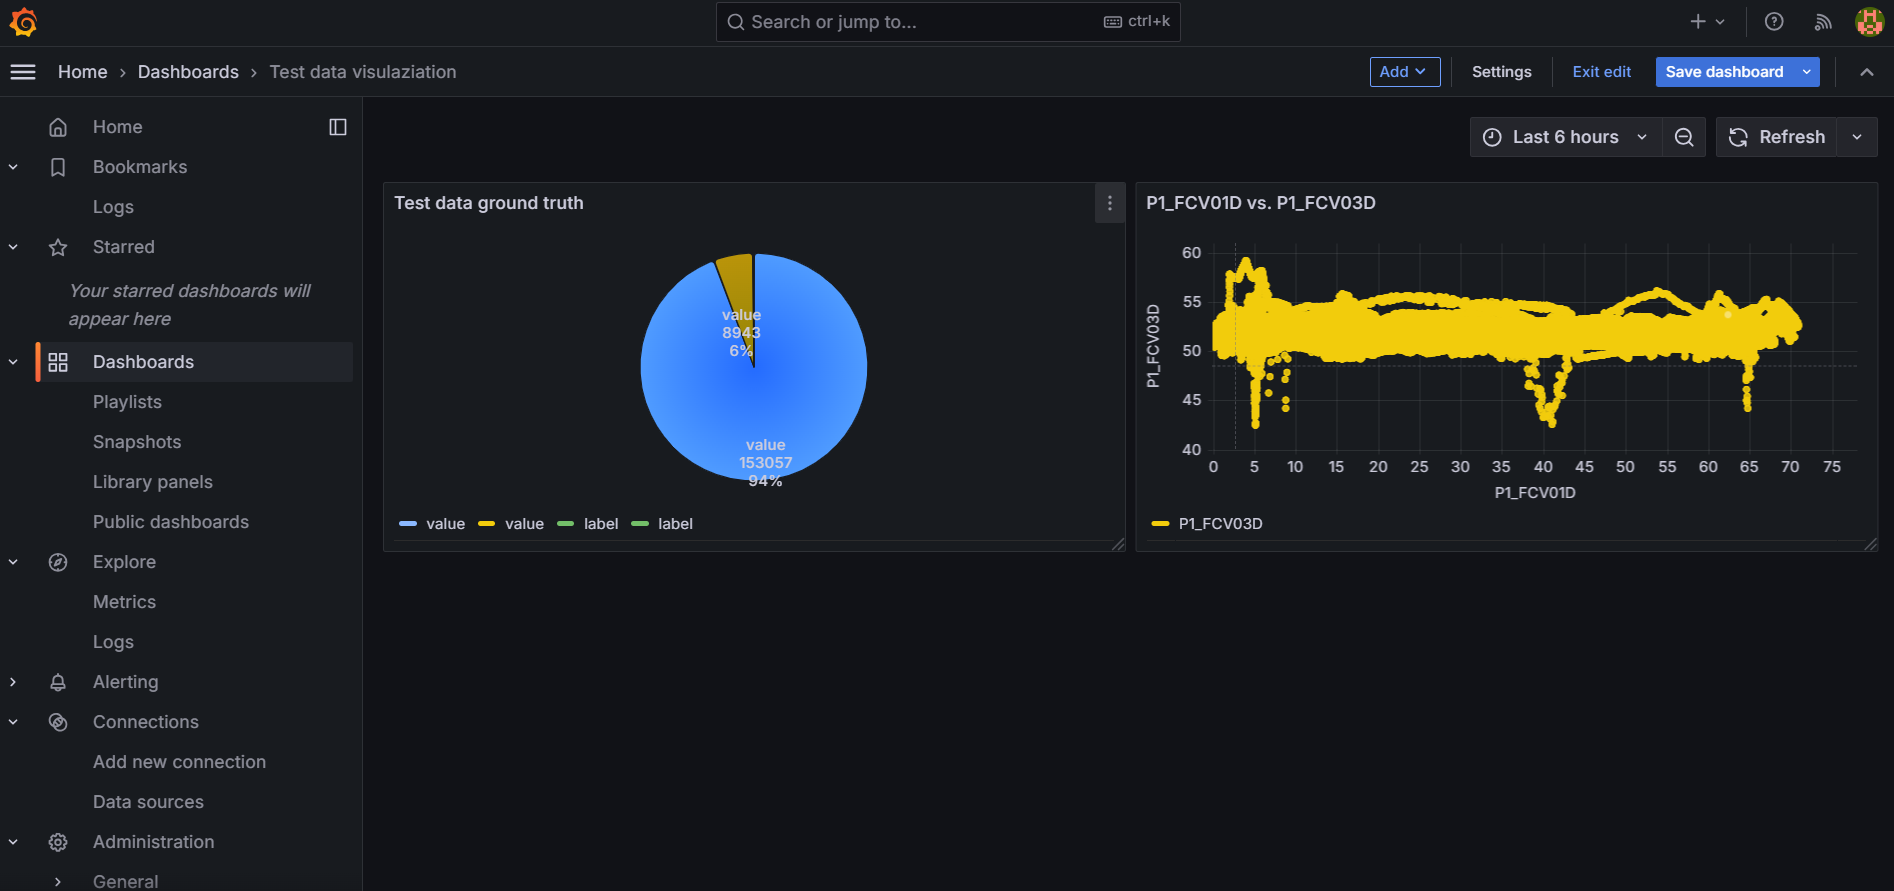 Search or jump to...
ctrl+k
Home
Dashboards
Test data visulaziation
Add
Settings
Exit edit
Save dashboard
Home
Bookmarks
Logs
Starred
Your starred dashboards will
appear here
Dashboards
Playlists
Snapshots
Library panels
Public dashboards
Explore
Metrics
Logs
Alerting
Connections
Add new connection
Data sources
Administration
General
Last 6 hours
Refresh
Test data ground truth
value
8943
6%
value
153057
94%
value value label label
P1_FCV01D vs. P1_FCV03D
P1_FCV03D
60
55
50
45
40
0 5 10 15 20 25 30 35 40 45 50 55 60 65 70 75
P1_FCV01D
P1_FCV03D